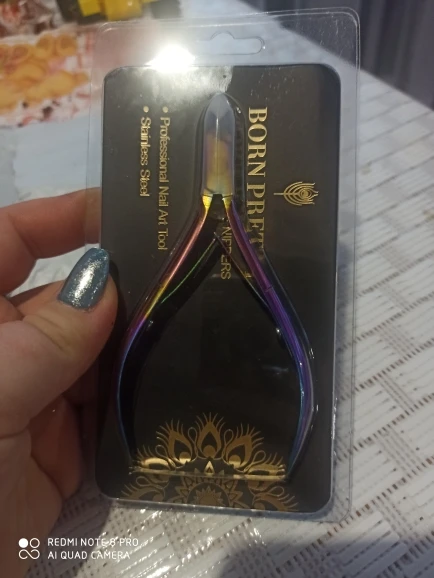 BORN PRET
NIPPERS
• Professional Nail Art Tool
• Stainless Steel
REDMI NOTE 8 PRO
AI QUAD CAMERA